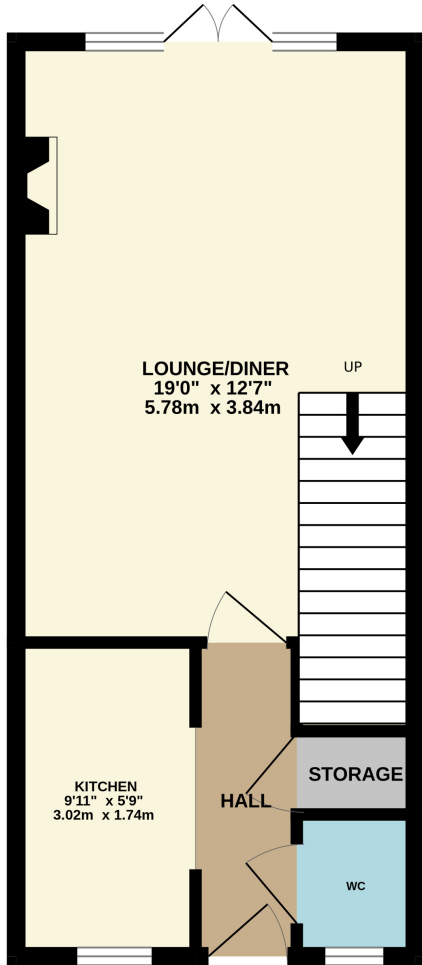 LOUNGE/DINER
19'0" x 12'7"
5.78m x 3.84m
UP
KITCHEN
9'11" x 5'9"
3.02m x 1.74m
HALL
STORAGE
WC